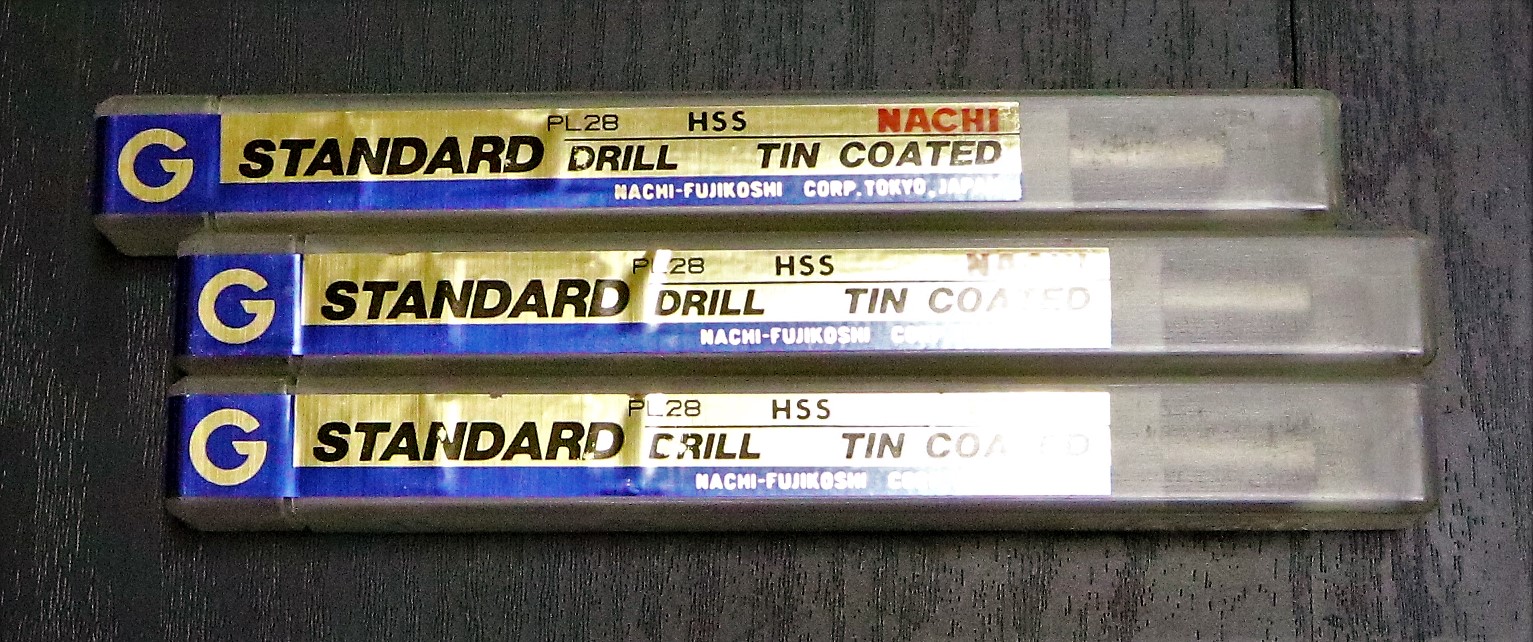 G
PL28 HSS NACHI
STANDARD DRILL TIN COATED
NACHI-FUJIKOSHI CORP.TOKYO,JAPAN
G
PL28 HSS
STANDARD DRILL TIN COATED
NACHI-FUJIKOSHI
G
PL28 HSS
STANDARD DRILL TIN COATED
NACHI-FUJIKOSHI